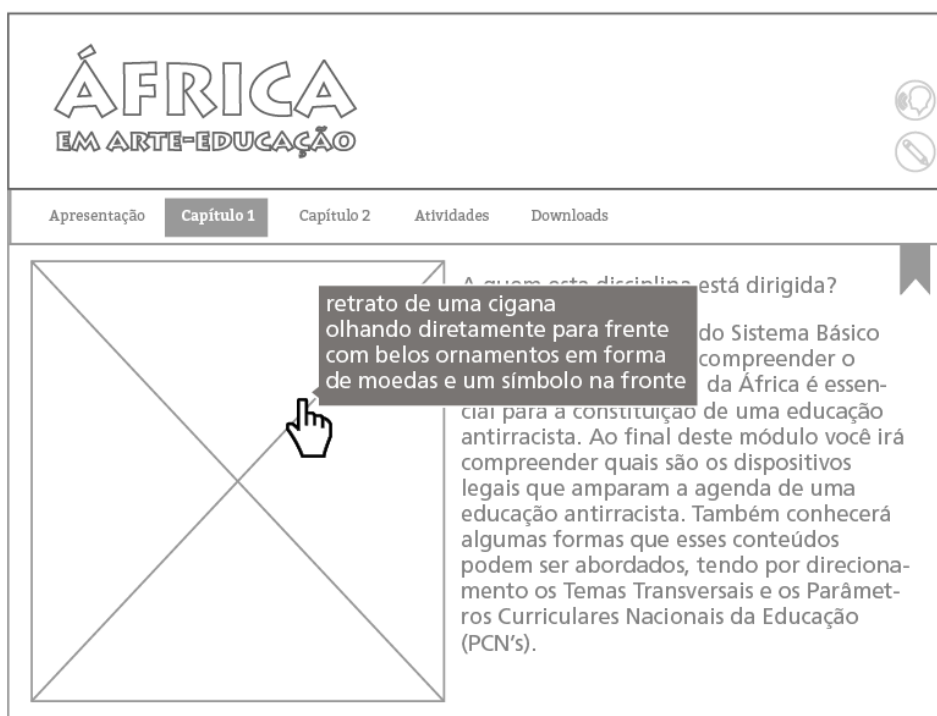 ÁFRICA
EM ARTE-EDUCAÇÃO
Apresentação Capítulo 1 Capítulo 2 Atividades Downloads
retrato de uma cigana
olhando diretamente para frente
com belos ornamentos em forma
de moedas e um símbolo na fronte
A quem esta disciplina está dirigida?
do Sistema Básico
compreender o
da África é essen-
cial para a constituição de uma educação
antirracista. Ao final deste módulo você irá
compreender quais são os dispositivos
legais que amparam a agenda de uma
educação antirracista. Também conhecerá
algumas formas que esses conteúdos
podem ser abordados, tendo por direciona-
mento os Temas Transversais e os Parâmet-
ros Curriculares Nacionais da Educação
(PCN's).